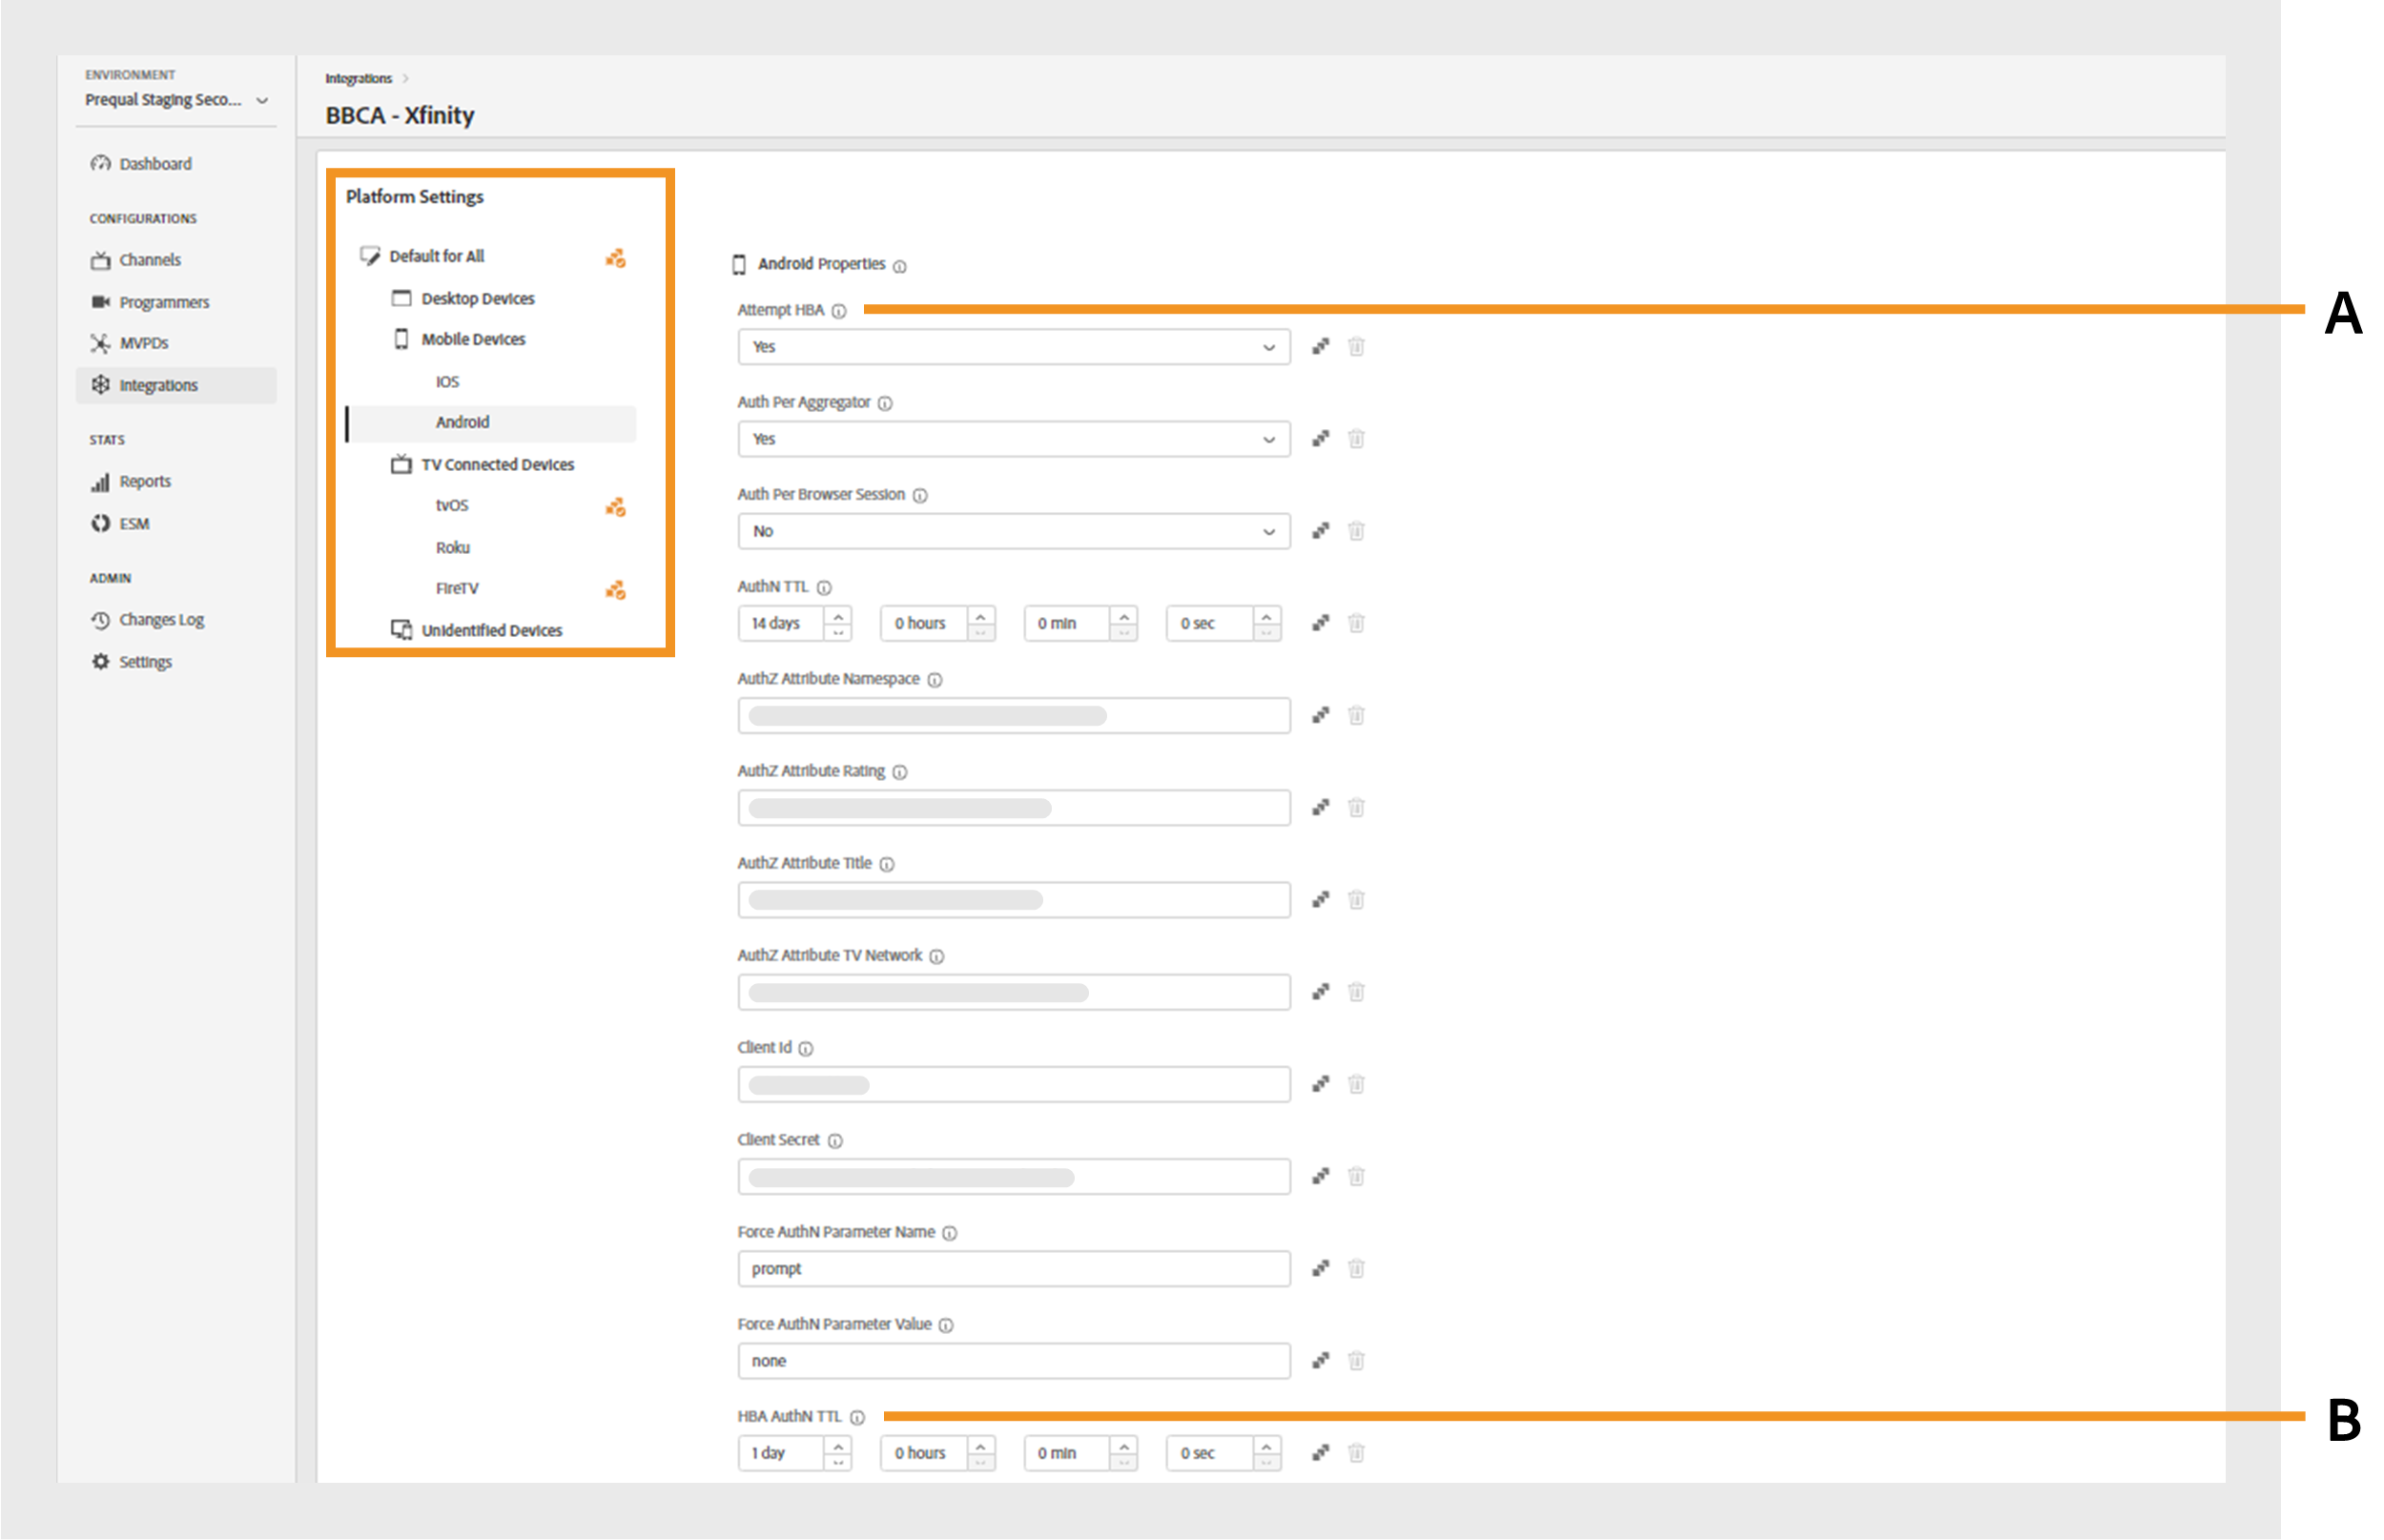 ENVIRONMENT
Prequal Staging Seco...
Dashboard
CONFIGURATIONS
Channels
Programmers
MVPDs
Integrations
STATS
Reports
ESM
ADMIN
Changes Log
Settings
Integrations >
BBCA - Xfinity
Platform Settings
Default for All
Desktop Devices
Mobile Devices
iOS
Android
TV Connected Devices
tvOS
Roku
FireTV
Unidentified Devices
Android Properties
Attempt HBA
A
Yes
Auth Per Aggregator
Yes
Auth Per Browser Session
No
AuthN TTL
14 days 0 hours 0 min 0 sec
AuthZ Attribute Namespace
AuthZ Attribute Rating
AuthZ Attribute Title
AuthZ Attribute TV Network
Client Id
Client Secret
Force AuthN Parameter Name
prompt
Force AuthN Parameter Value
none
HBA AuthN TTL
B
1 day 0 hours 0 min 0 sec